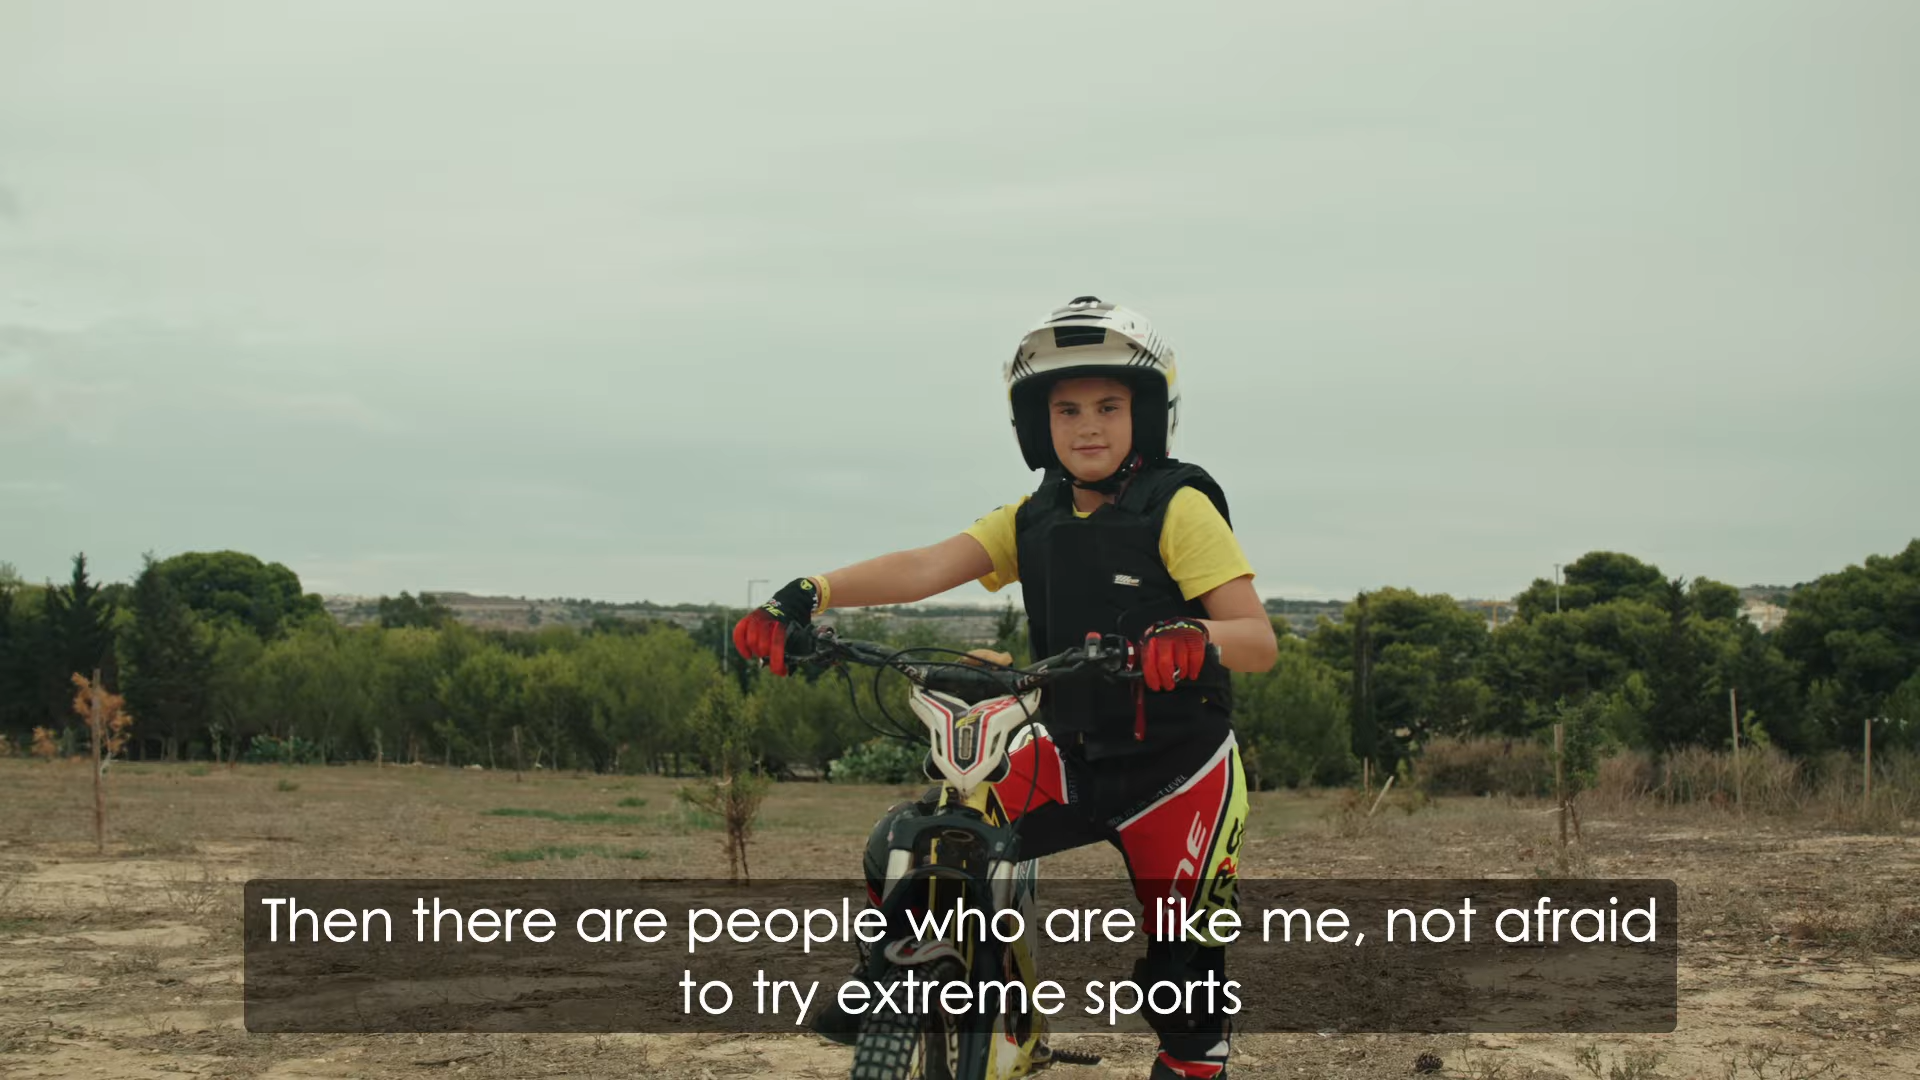 Then there are people who are like me, not afraid
to try extreme sports